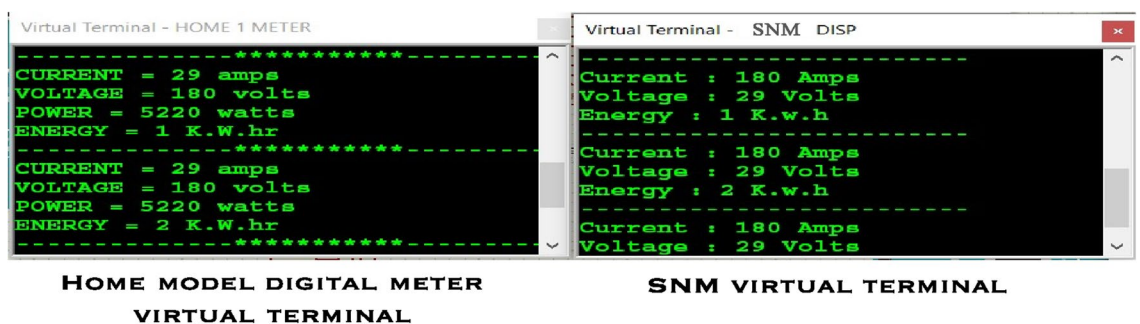 Virtual Terminal - HOME 1 METER
---------------***********---------
CURRENT = 29 amps
VOLTAGE = 180 volts
POWER = 5220 watts
ENERGY = 1 K.W.hr
---------------***********---------
CURRENT = 29 amps
VOLTAGE = 180 volts
POWER = 5220 watts
ENERGY = 2 K.W.hr
---------------***********---------
HOME MODEL DIGITAL METER
VIRTUAL TERMINAL
Virtual Terminal - SNM DISP
----------------------------
Current : 180 Amps
Voltage : 29 Volts
Energy : 1 K.w.h
----------------------------
Current : 180 Amps
Voltage : 29 Volts
Energy : 2 K.w.h
----------------------------
Current : 180 Amps
Voltage : 29 Volts
SNM VIRTUAL TERMINAL